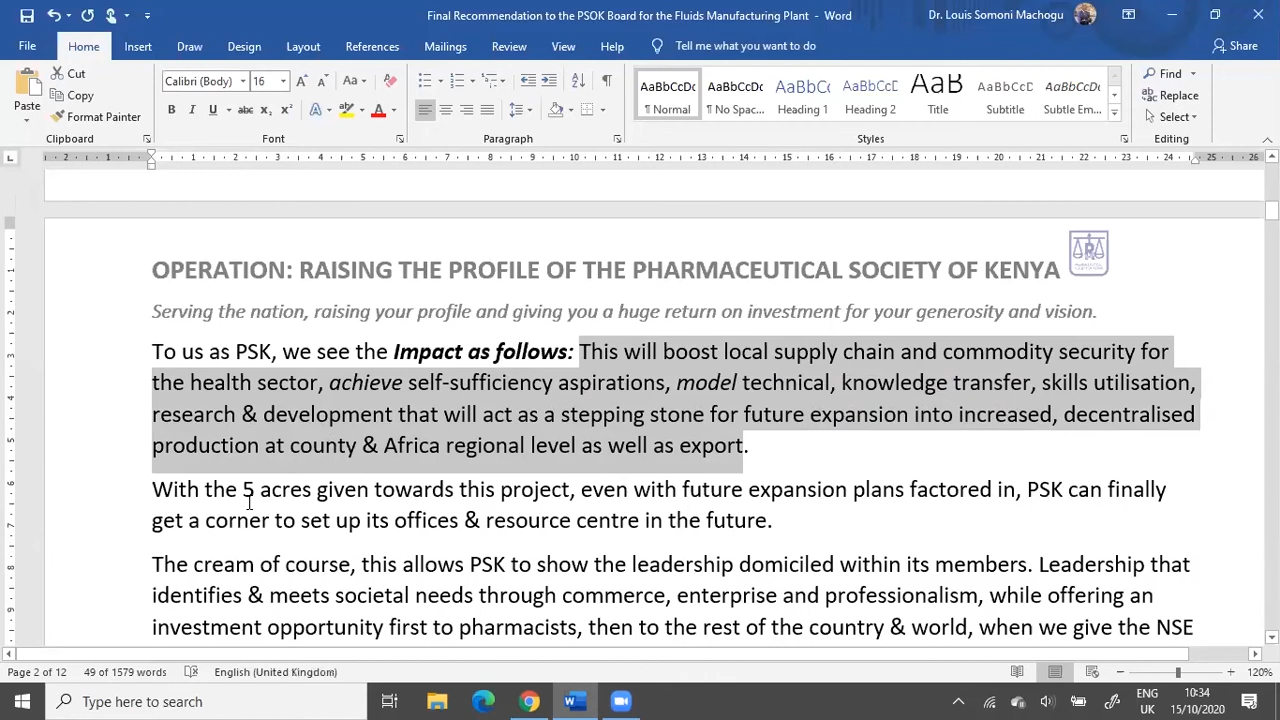 Final Recommendation to the PSOK Board for the Fluids Manufacturing Plant - Word
Dr. Louis Somoni Machogu
File Home Insert Draw Design Layout References Mailings Review View Help Tell me what you want to do Share
Paste
Cut
Copy
Format Painter
Clipboard
Calibri (Body) 16
Font
Paragraph
AaBbCcDc AaBbCcDc AaBbCc AaBbCcC AaB AaBbCcC AaBbCcDc
¶ Normal ¶ No Spac... Heading 1 Heading 2 Title Subtitle Subtle Em...
Styles
Find
Replace
Select
Editing
OPERATION: RAISING THE PROFILE OF THE PHARMACEUTICAL SOCIETY OF KENYA
Serving the nation, raising your profile and giving you a huge return on investment for your generosity and vision.
To us as PSK, we see the Impact as follows: This will boost local supply chain and commodity security for
the health sector, achieve self-sufficiency aspirations, model technical, knowledge transfer, skills utilisation,
research & development that will act as a stepping stone for future expansion into increased, decentralised
production at county & Africa regional level as well as export.
With the 5 acres given towards this project, even with future expansion plans factored in, PSK can finally
get a corner to set up its offices & resource centre in the future.
The cream of course, this allows PSK to show the leadership domiciled within its members. Leadership that
identifies & meets societal needs through commerce, enterprise and professionalism, while offering an
investment opportunity first to pharmacists, then to the rest of the country & world, when we give the NSE
Page 2 of 12 49 of 1579 words English (United Kingdom) 120%
Type here to search
ENG
UK
10:34
15/10/2020